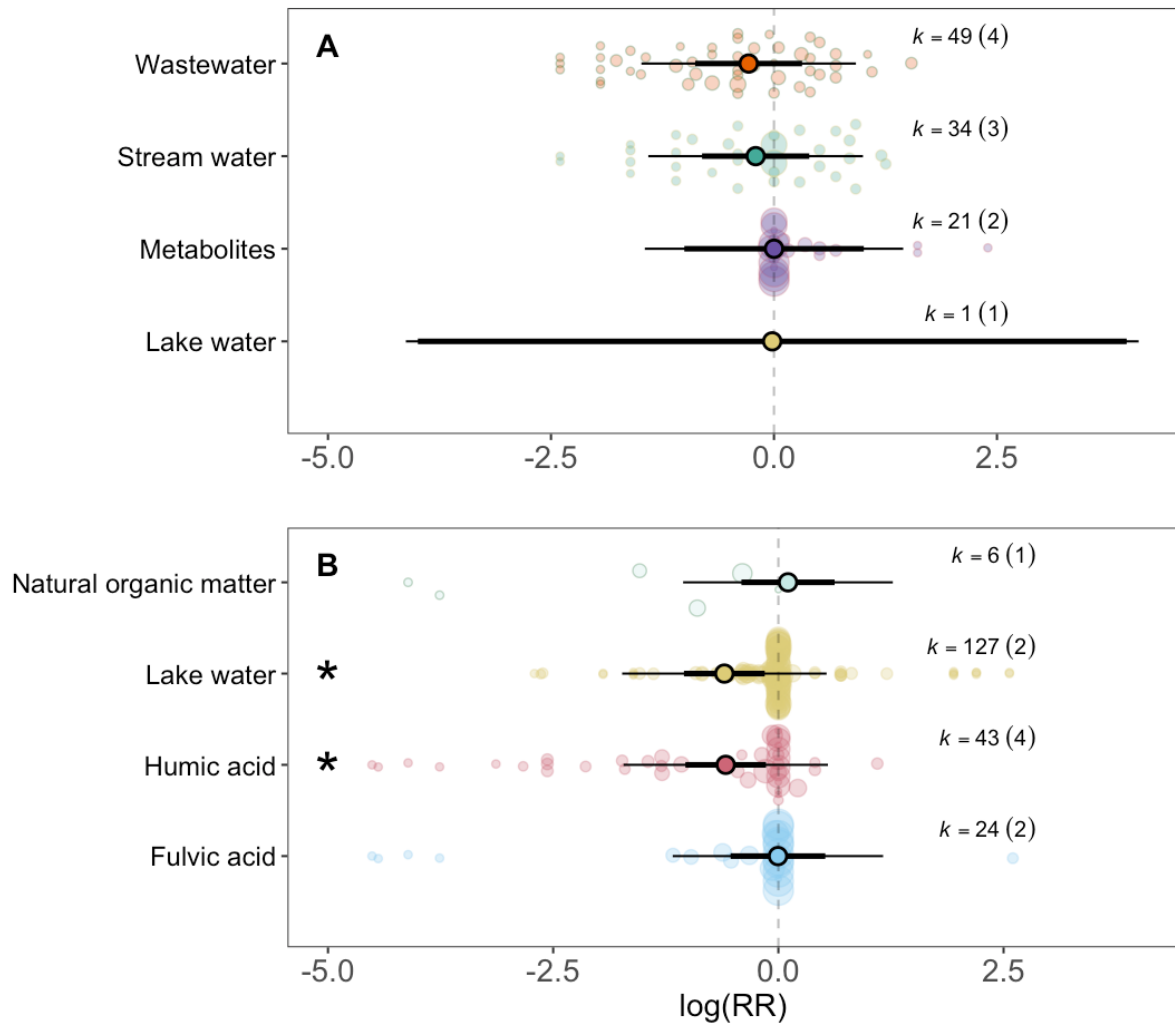 A
Wastewater
k = 49 (4)
Stream water
k = 34 (3)
Metabolites
k = 21 (2)
Lake water
k = 1 (1)
-5.0 -2.5 0.0 2.5
B
Natural organic matter
k = 6 (1)
Lake water
*
k = 127 (2)
Humic acid
*
k = 43 (4)
Fulvic acid
k = 24 (2)
-5.0 -2.5 0.0 2.5
log(RR)